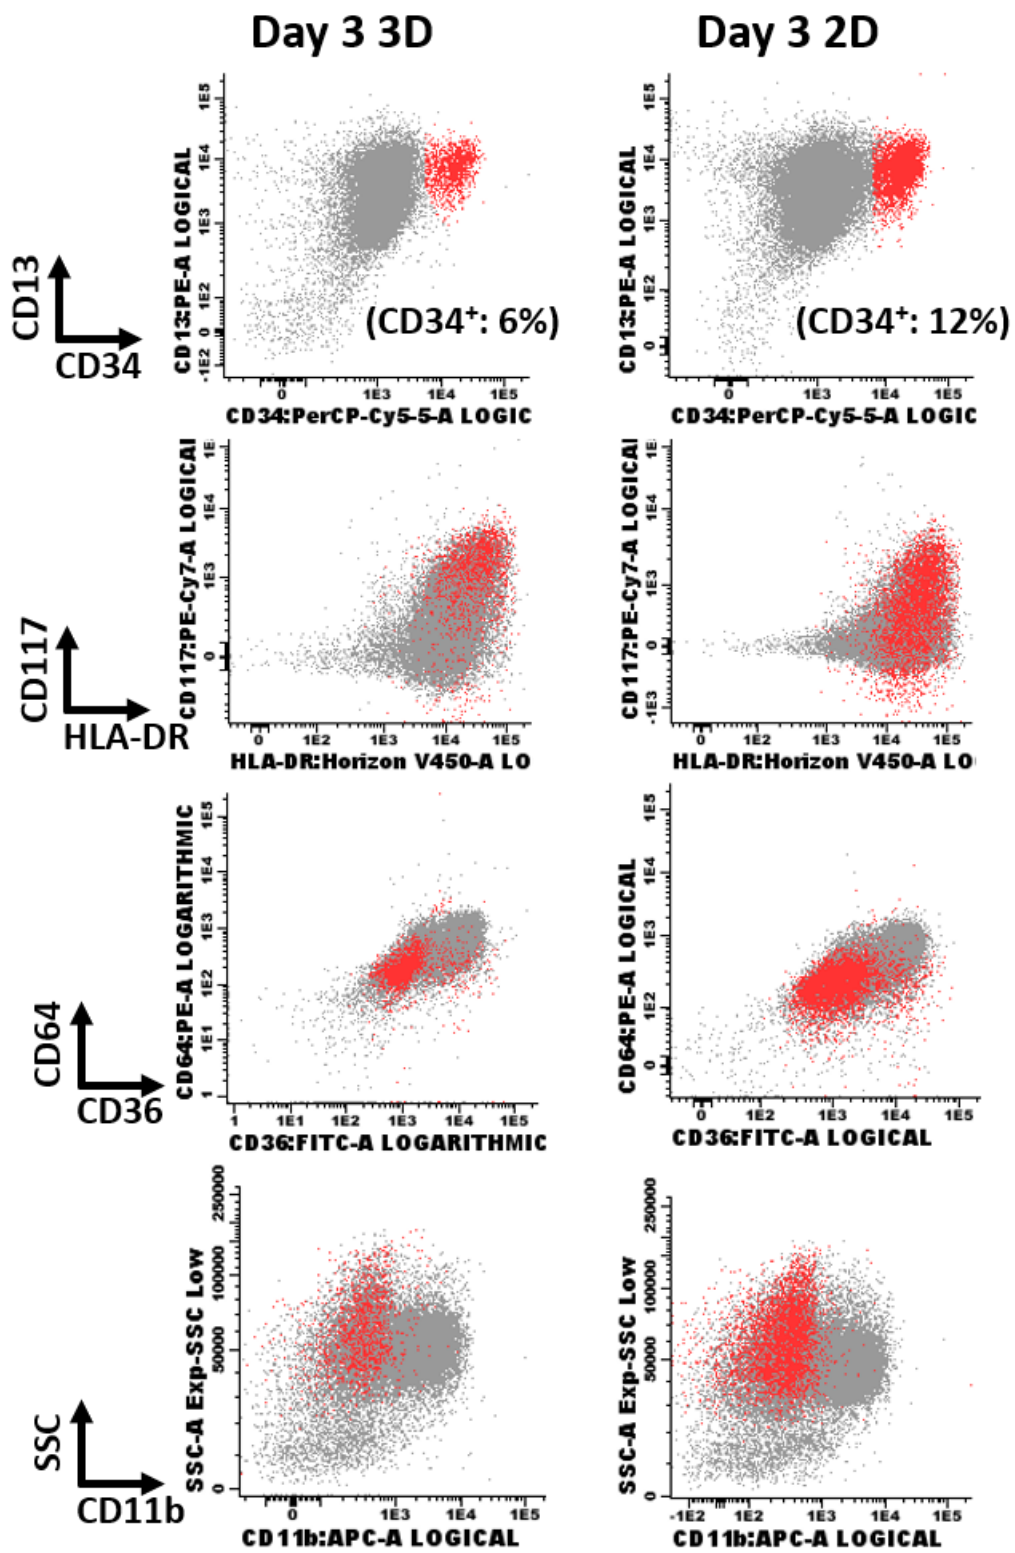 Day 3 3D
Day 3 2D
CD13
CD34
CD13:PE-A LOGICAL
1E5
1E4
1E3
1E2
0
-1E2
(CD34⁺: 6%)
0 1E3 1E4 1E5
CD34:PerCP-Cy5-5-A LOGIC
CD13:PE-A LOGICAL
1E5
1E4
1E3
1E2
0
(CD34⁺: 12%)
0 1E3 1E4 1E5
CD34:PerCP-Cy5-5-A LOGIC
CD117
HLA-DR
CD117:PE-Cy7-A LOGICAI
1E
1E4
1E3
0
0 1E2 1E3 1E4 1E5
HLA-DR:Horizon V450-A LO
CD117:PE-Cy7-A LOGICAI
1E
1E4
1E3
0
-1E3
0 1E2 1E3 1E4 1E5
HLA-DR:Horizon V450-A LO
CD64
CD36
CD64:PE-A LOGARITHMIC
1E5
1E4
1E3
1E2
1E1
1
1 1E1 1E2 1E3 1E4 1E5
CD36:FITC-A LOGARITHMIC
CD64:PE-A LOGICAL
1E5
1E4
1E3
1E2
0
0 1E2 1E3 1E4 1E5
CD36:FITC-A LOGICAL
SSC
CD11b
SSC-A Exp-SSC Low
250000
100000
50000
0
0 1E3 1E4 1E5
CD11b:APC-A LOGICAL
SSC-A Exp-SSC Low
250000
100000
50000
0
-1E2 1E2 1E3 1E4 1E5
CD11b:APC-A LOGICAL